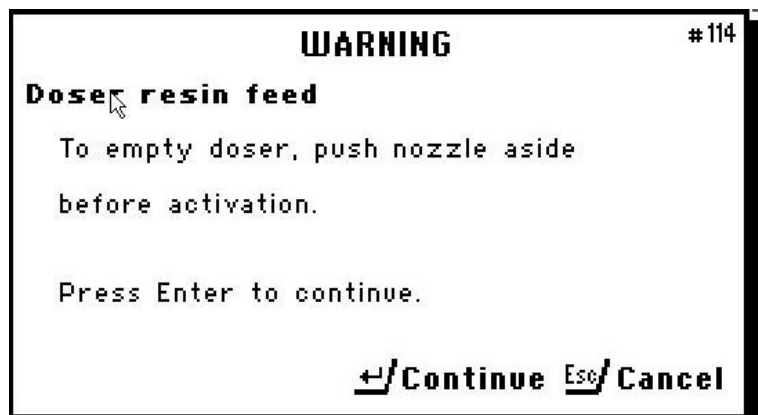 WARNING #114
Doser resin feed
To empty doser, push nozzle aside
before activation.
Press Enter to continue.
↵/Continue Esc/Cancel